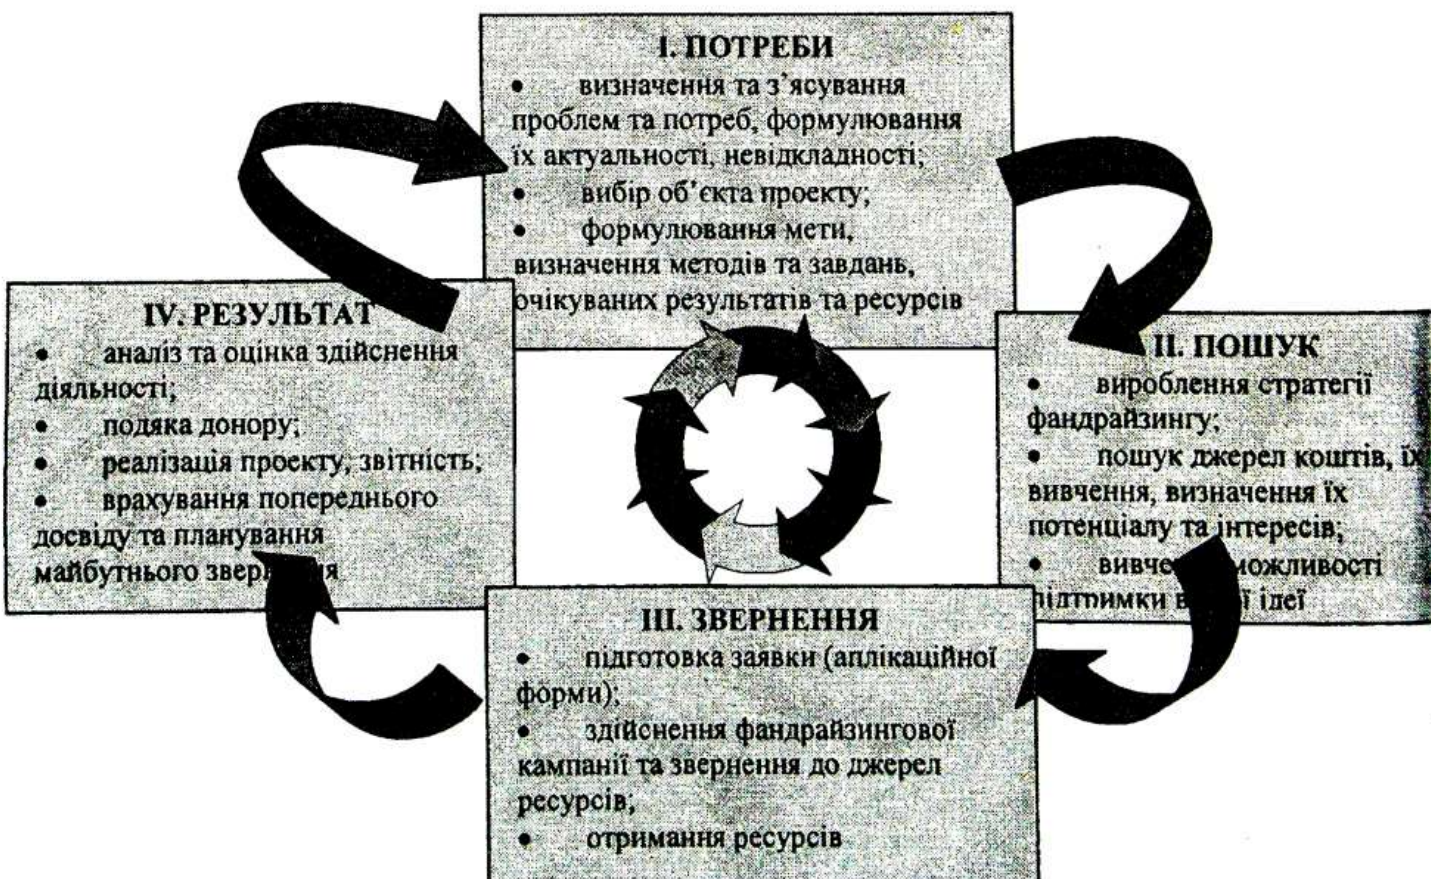 І. ПОТРЕБИ
• визначення та з’ясування
проблем та потреб, формулювання
їх актуальності, невідкладності;
• вибір об’єкта проекту;
• формулювання мети,
визначення методів та завдань,
очікуваних результатів та ресурсів
ІІ. ПОШУК
• вироблення стратегії
фандрайзингу;
• пошук джерел коштів, їх
вивчення, визначення їх
потенціалу та інтересів;
• можливості
підтримки ідеї
ІІІ. ЗВЕРНЕННЯ
• підготовка заявки (аплікаційної
форми);
• здійснення фандрайзингової
кампанії та звернення до джерел
ресурсів;
• отримання ресурсів
IV. РЕЗУЛЬТАТ
• аналіз та оцінка здійснення
діяльності;
• подяка донору;
• реалізація проекту, звітність;
• врахування попереднього
досвіду та планування
майбутнього